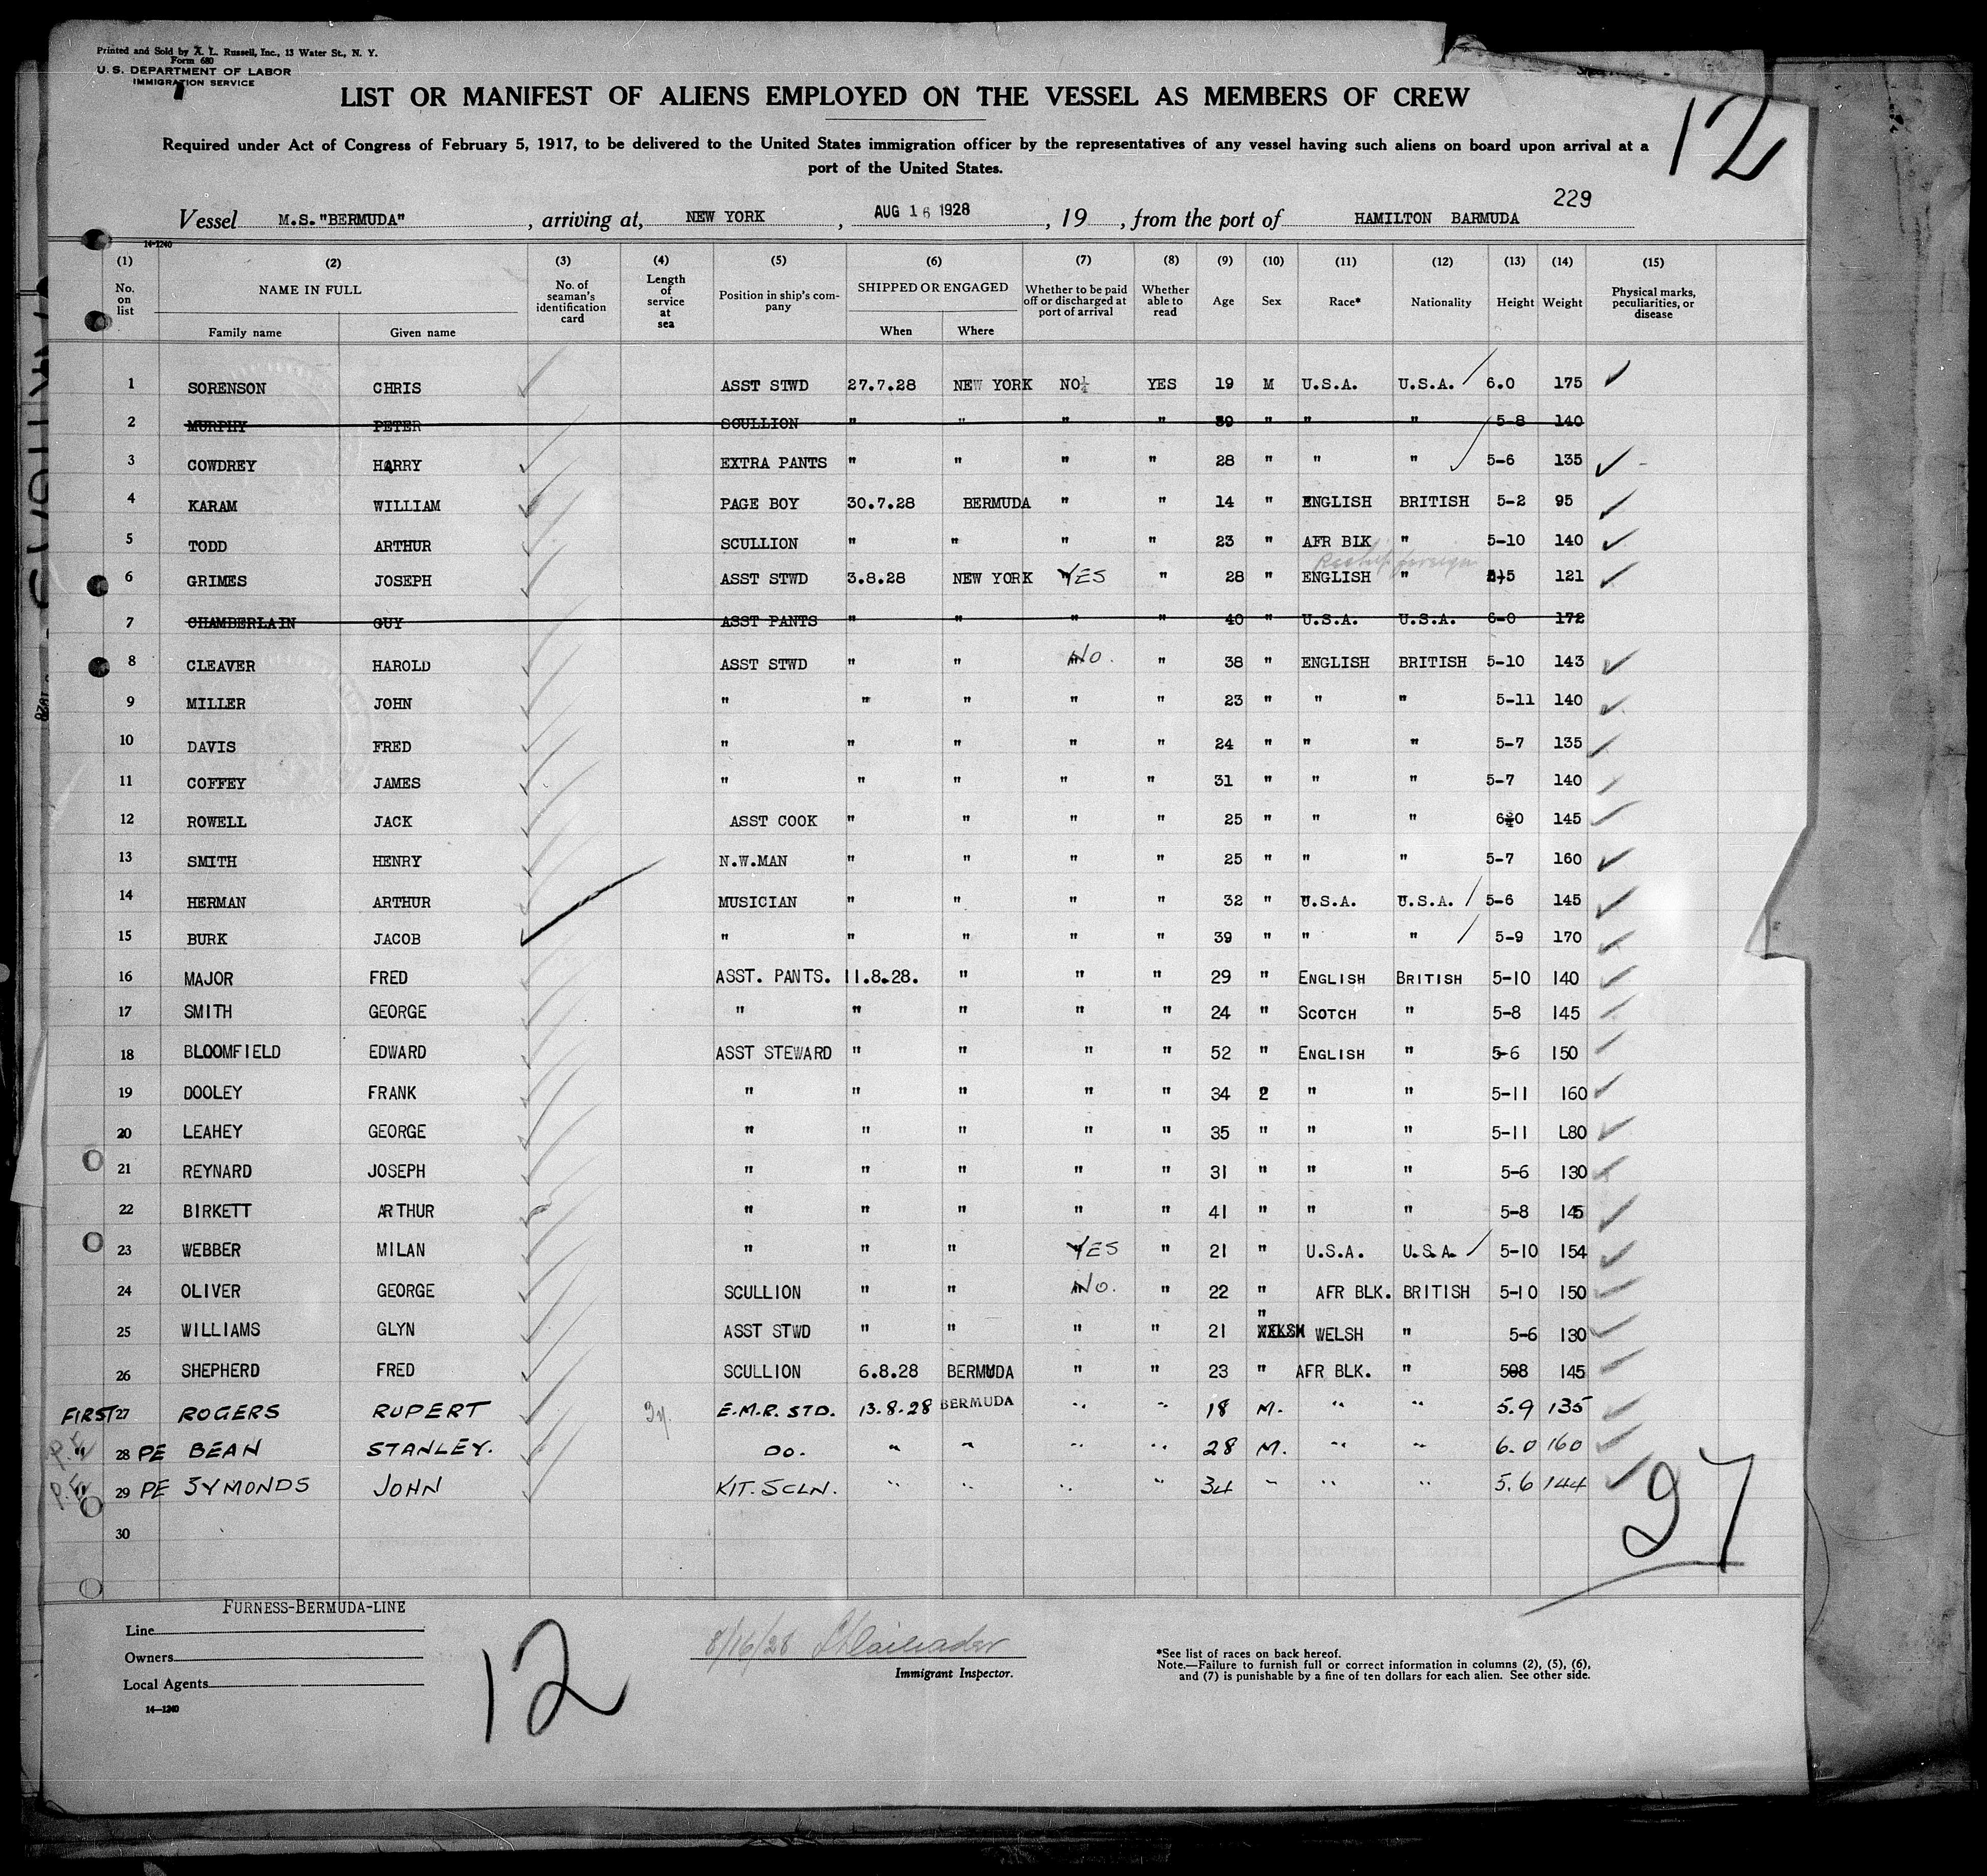 Printed and Sold by A. L. Russell, Inc., 13 Water St., N. Y.
Form 680
U. S. DEPARTMENT OF LABOR
IMMIGRATION SERVICE
LIST OR MANIFEST OF ALIENS EMPLOYED ON THE VESSEL AS MEMBERS OF CREW
12
Required under Act of Congress of February 5, 1917, to be delivered to the United States immigration officer by the representatives of any vessel having such aliens on board upon arrival at a
port of the United States.
229
Vessel M.S."BERMUDA" , arriving at, NEW YORK , AUG 16 1928 , 19 , from the port of HAMILTON BARMUDA
14-1240
(1) (2) (3) (4) (5) (6) (7) (8) (9) (10) (11) (12) (13) (14) (15)
No. on list NAME IN FULL Family name Given name No. of seaman's identification card Length of service at sea Position in ship's company SHIPPED OR ENGAGED When Where Whether to be paid off or discharged at port of arrival Whether able to read Age Sex Race* Nationality Height Weight Physical marks, peculiarities, or disease
1 SORENSON CHRIS ASST STWD 27.7.28 NEW YORK NO YES 19 M U.S.A. U.S.A. 6.0 175
2 MURPHY PETER SCULLION " " " " 39 " " " 5-8 140
3 COWDREY HARRY EXTRA PANTS " " " " 28 " " " 5-6 135
4 KARAM WILLIAM PAGE BOY 30.7.28 BERMUDA " " 14 " ENGLISH BRITISH 5-2 95
5 TODD ARTHUR SCULLION " " " " 23 " AFR BLK " 5-10 140
Reship foreign
6 GRIMES JOSEPH ASST STWD 3.8.28 NEW YORK YES " 28 " ENGLISH " 5 121
7 CHAMBERLAIN GUY ASST PANTS " " " " 40 " U.S.A. U.S.A. 6-0 172
8 CLEAVER HAROLD ASST STWD " " No. " 38 " ENGLISH BRITISH 5-10 143
9 MILLER JOHN " " " " " 23 " " " 5-11 140
10 DAVIS FRED " " " " " 24 " " " 5-7 135
11 COFFEY JAMES " " " " " 31 " " " 5-7 140
12 ROWELL JACK ASST COOK " " " " 25 " " " 6-0 145
13 SMITH HENRY N.W.MAN " " " " 25 " " " 5-7 160
14 HERMAN ARTHUR MUSICIAN " " " " 32 " U.S.A. U.S.A. 5-6 145
15 BURK JACOB " " " " " 39 " " " 5-9 170
16 MAJOR FRED ASST. PANTS. 11.8.28. " " " 29 " ENGLISH BRITISH 5-10 140
17 SMITH GEORGE " " " " " 24 " SCOTCH " 5-8 145
18 BLOOMFIELD EDWARD ASST STEWARD " " " " 52 " ENGLISH " 5-6 150
19 DOOLEY FRANK " " " " " 34 2 " " 5-11 160
20 LEAHEY GEORGE " " " " " 35 " " " 5-11 L80
21 REYNARD JOSEPH " " " " " 31 " " " 5-6 130
22 BIRKETT ARTHUR " " " " " 41 " " " 5-8 145
23 WEBBER MILAN " " " YES " 21 " U.S.A. U.S.A. 5-10 154
24 OLIVER GEORGE SCULLION " " No. " 22 " AFR BLK. BRITISH 5-10 150
25 WILLIAMS GLYN ASST STWD " " " " 21 " WELSH " 5-6 130
26 SHEPHERD FRED SCULLION 6.8.28 BERMUDA " " 23 " AFR BLK. " 508 145
FIRST 27 ROGERS RUPERT 3y. E.M.R. STD. 13.8.28 BERMUDA " " 18 M. " " 5.9 135
P.E 28 PE BEAN STANLEY. DO. " " " " 28 M. " " 6.0 160
P.E 29 PE SYMONDS JOHN KIT. SCLN. " " " " 34 " " " 5.6 144
30
27
FURNESS-BERMUDA-LINE
Line
Owners
Local Agents
14-1240
12
8/16/28
Immigrant Inspector.
*See list of races on back hereof.
Note.—Failure to furnish full or correct information in columns (2), (5), (6),
and (7) is punishable by a fine of ten dollars for each alien. See other side.